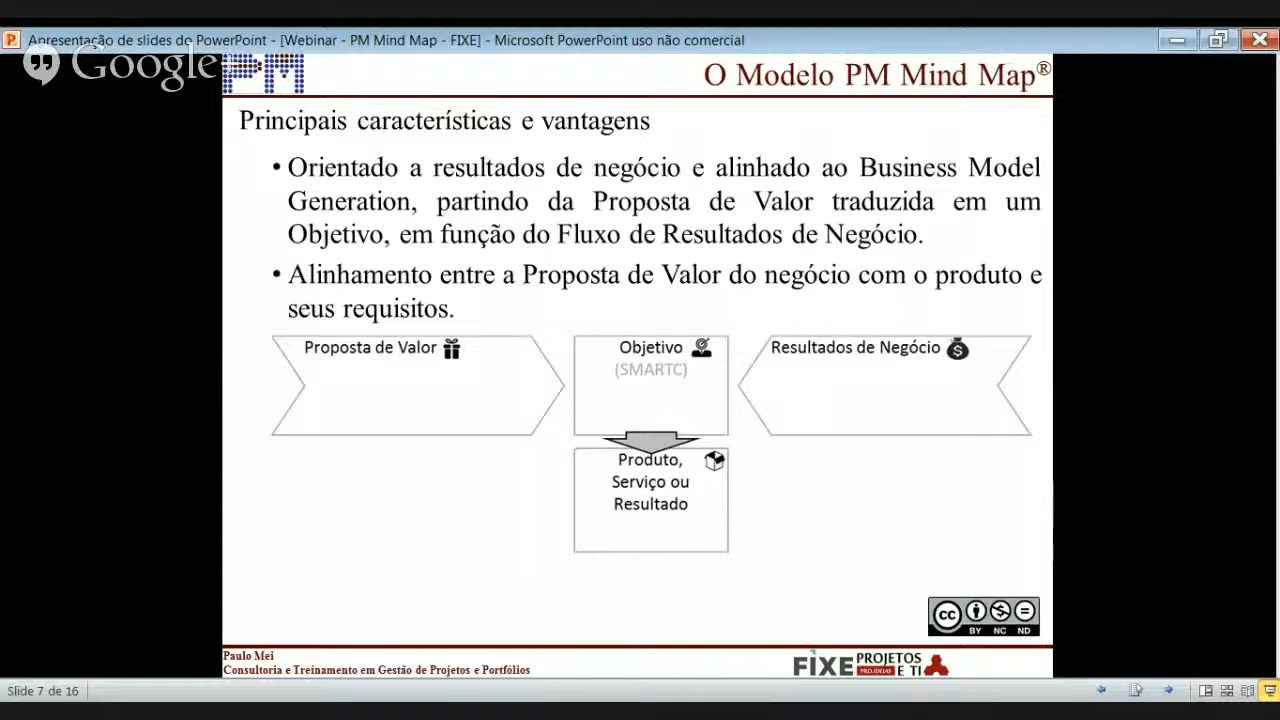 Apresentação de slides do PowerPoint - [Webinar - PM Mind Map - FIXE] - Microsoft PowerPoint uso não comercial
Google
PM
O Modelo PM Mind Map®
Principais características e vantagens
• Orientado a resultados de negócio e alinhado ao Business Model
Generation, partindo da Proposta de Valor traduzida em um
Objetivo, em função do Fluxo de Resultados de Negócio.
• Alinhamento entre a Proposta de Valor do negócio com o produto e
seus requisitos.
Proposta de Valor
Objetivo
(SMARTC)
Resultados de Negócio
Produto,
Serviço ou
Resultado
cc
BY NC ND
Paulo Mei
Consultoria e Treinamento em Gestão de Projetos e Portfólios
FIXE PROJETOS
PRO.IDEIAS E TI
Slide 7 de 16